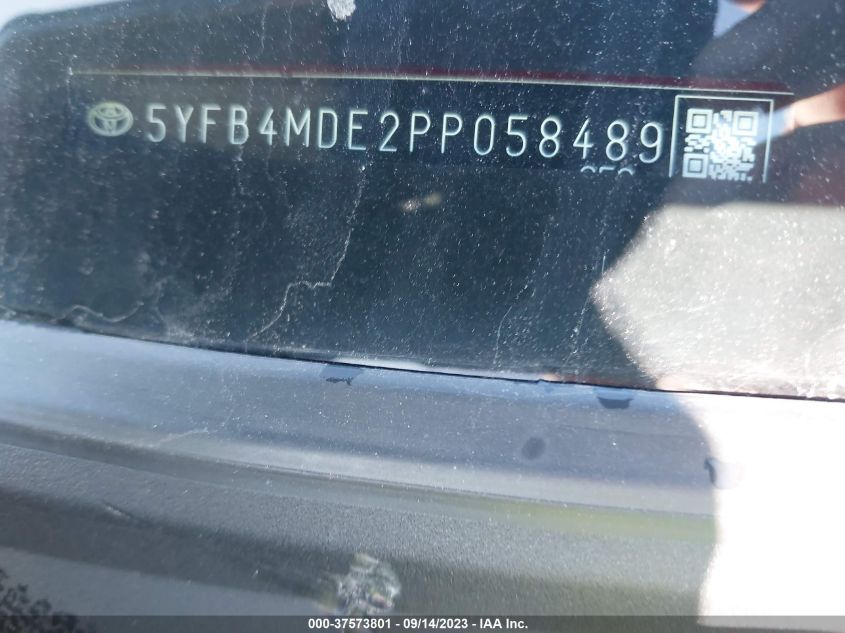 5YFB4MDE2PP058489
000-37573801 - 09/14/2023 - IAA Inc.